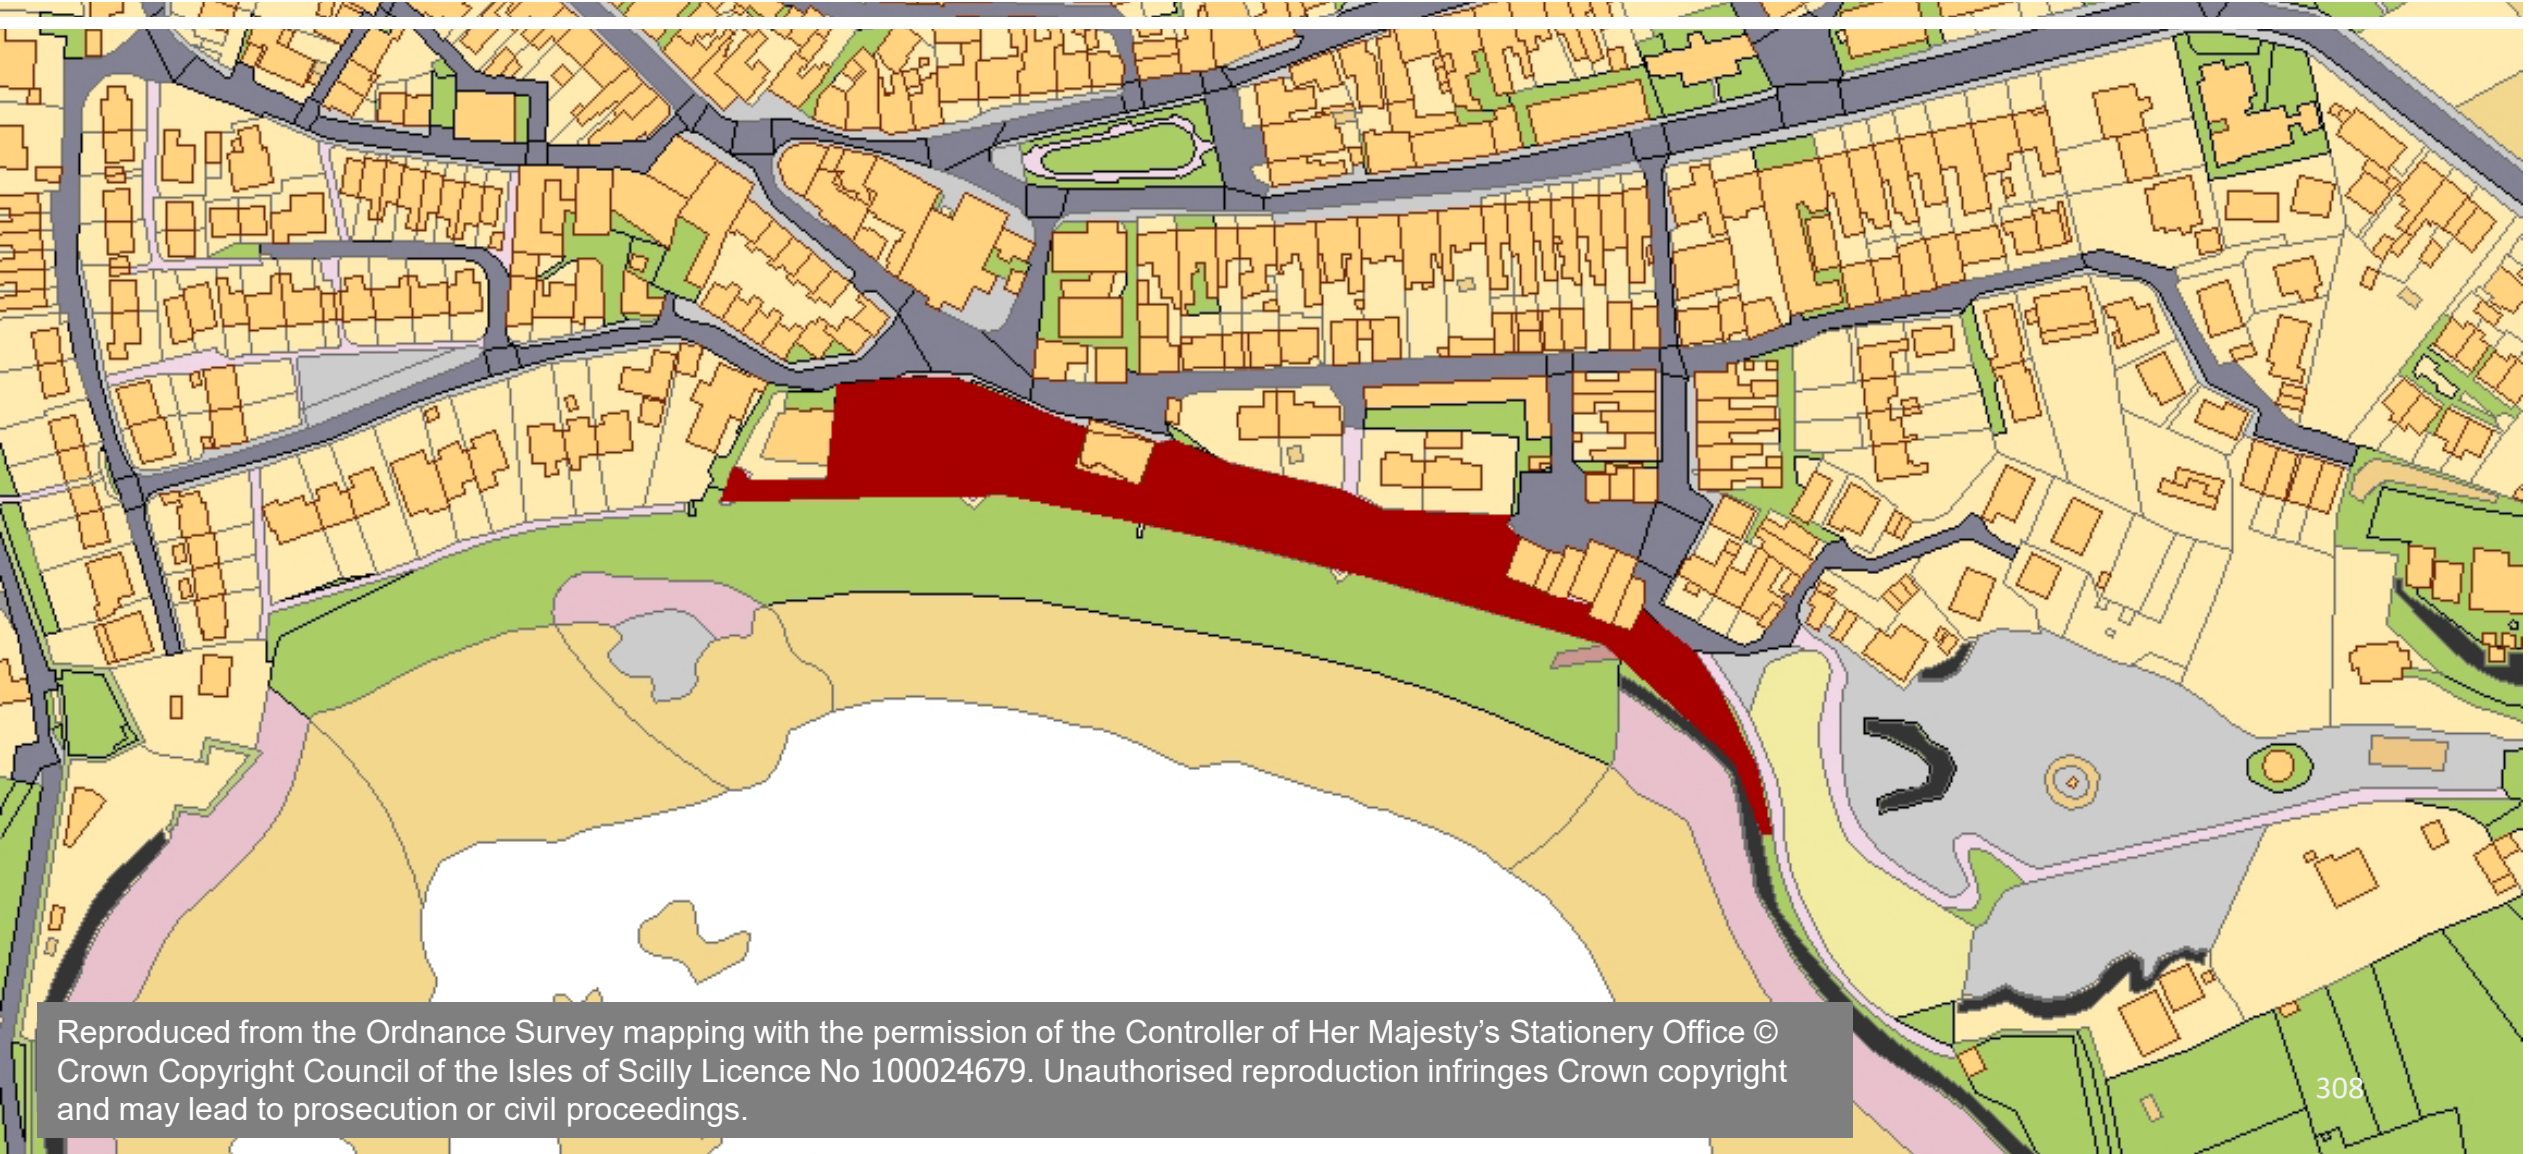 Reproduced from the Ordnance Survey mapping with the permission of the Controller of Her Majesty’s Stationery Office ©
Crown Copyright Council of the Isles of Scilly Licence No 100024679. Unauthorised reproduction infringes Crown copyright
and may lead to prosecution or civil proceedings.
308